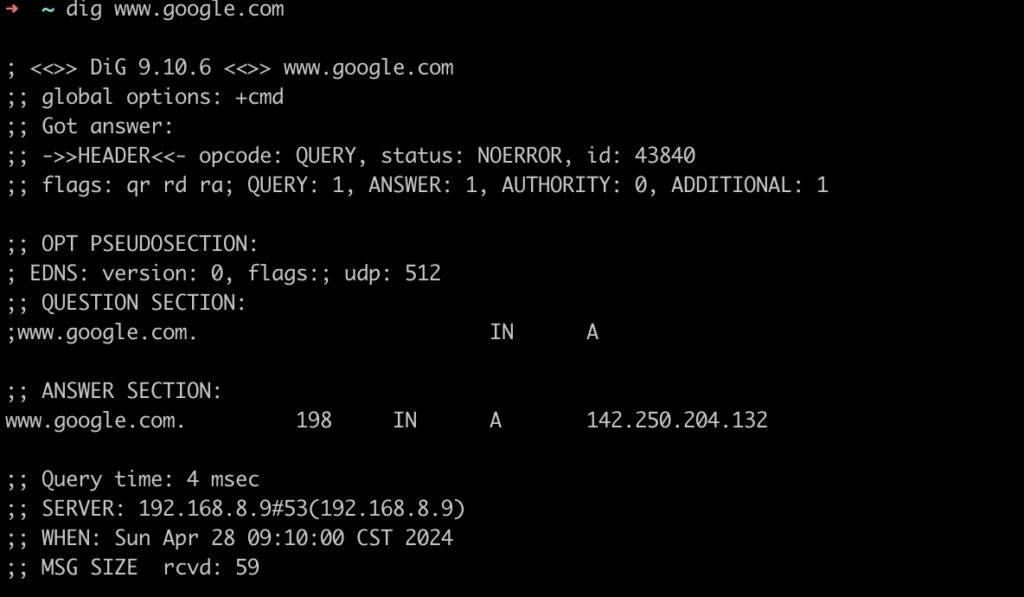 ➜  ~ dig www.google.com
; <<>> DiG 9.10.6 <<>> www.google.com
;; global options: +cmd
;; Got answer:
;; ->>HEADER<<- opcode: QUERY, status: NOERROR, id: 43840
;; flags: qr rd ra; QUERY: 1, ANSWER: 1, AUTHORITY: 0, ADDITIONAL: 1
;; OPT PSEUDOSECTION:
; EDNS: version: 0, flags:; udp: 512
;; QUESTION SECTION:
;www.google.com.			IN	A
;; ANSWER SECTION:
www.google.com.		198	IN	A	142.250.204.132
;; Query time: 4 msec
;; SERVER: 192.168.8.9#53(192.168.8.9)
;; WHEN: Sun Apr 28 09:10:00 CST 2024
;; MSG SIZE  rcvd: 59